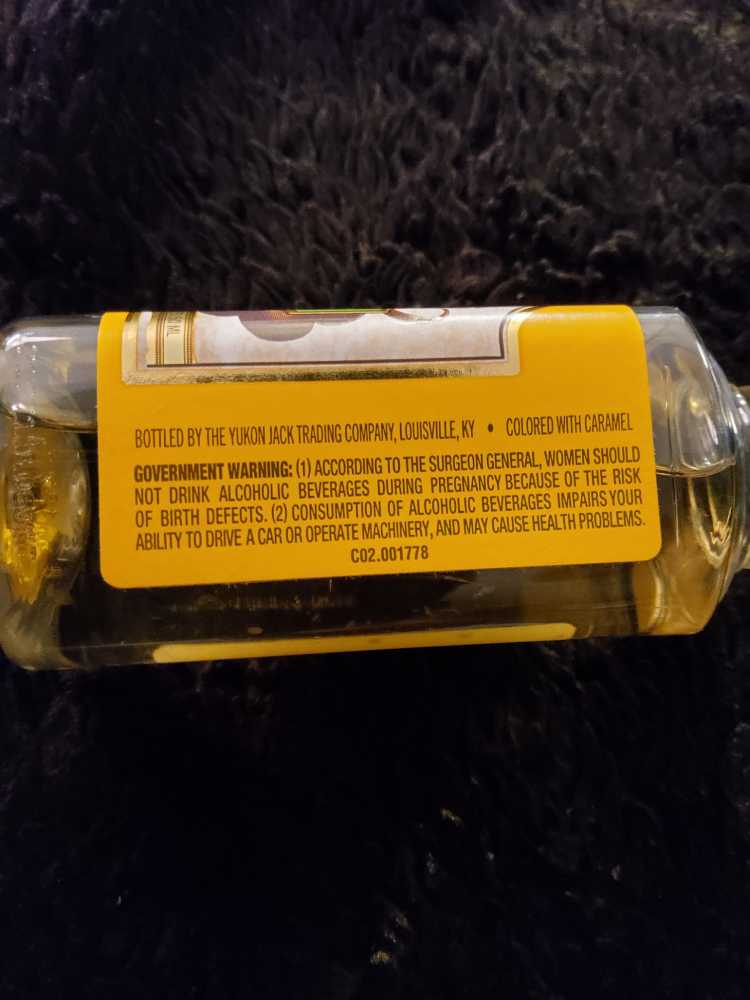 ML
BOTTLED BY THE YUKON JACK TRADING COMPANY, LOUISVILLE, KY • COLORED WITH CARAMEL
GOVERNMENT WARNING: (1) ACCORDING TO THE SURGEON GENERAL, WOMEN SHOULD
NOT DRINK ALCOHOLIC BEVERAGES DURING PREGNANCY BECAUSE OF THE RISK
OF BIRTH DEFECTS. (2) CONSUMPTION OF ALCOHOLIC BEVERAGES IMPAIRS YOUR
ABILITY TO DRIVE A CAR OR OPERATE MACHINERY, AND MAY CAUSE HEALTH PROBLEMS.
C02.001778